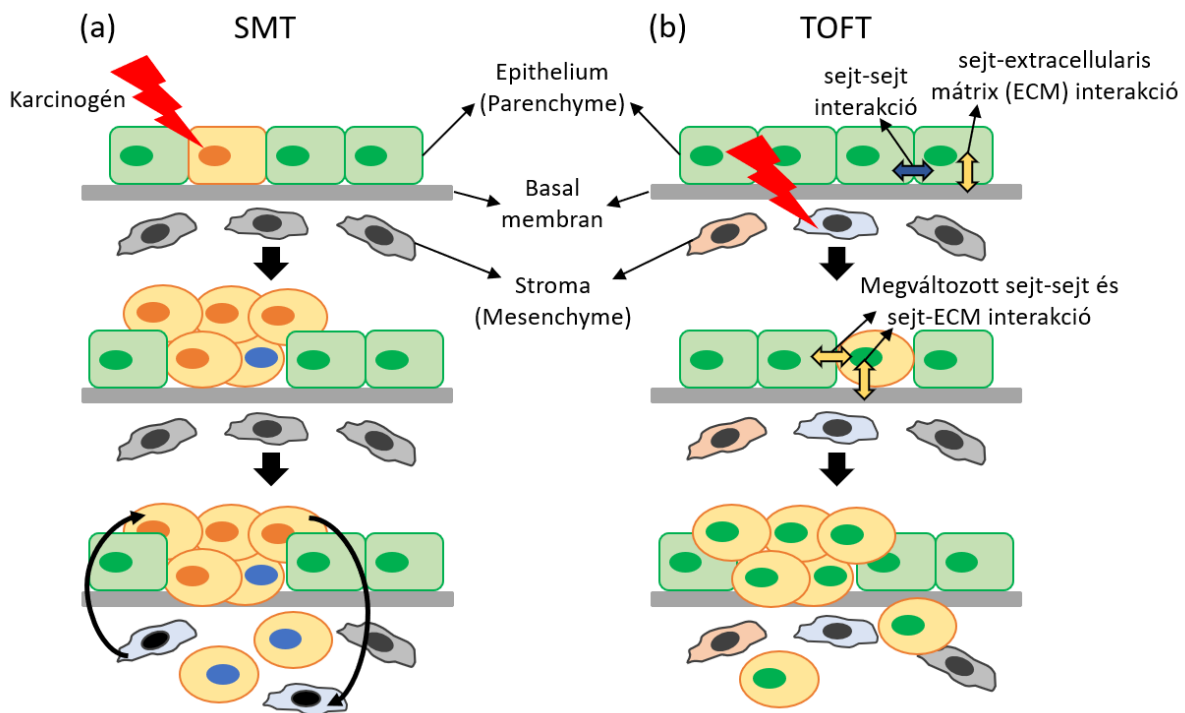 (a)
SMT
(b)
TOFT
Karcinogén
Epithelium
(Parenchyme)
sejt-sejt
interakció
sejt-extracellularis
mátrix (ECM) interakció
Basal
membran
Stroma
(Mesenchyme)
Megváltozott sejt-sejt és
sejt-ECM interakció